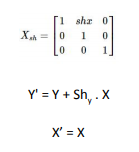 X_sh = [1 shx 0
0 1 0
0 0 1]
Y' = Y + Sh_y . X
X' = X